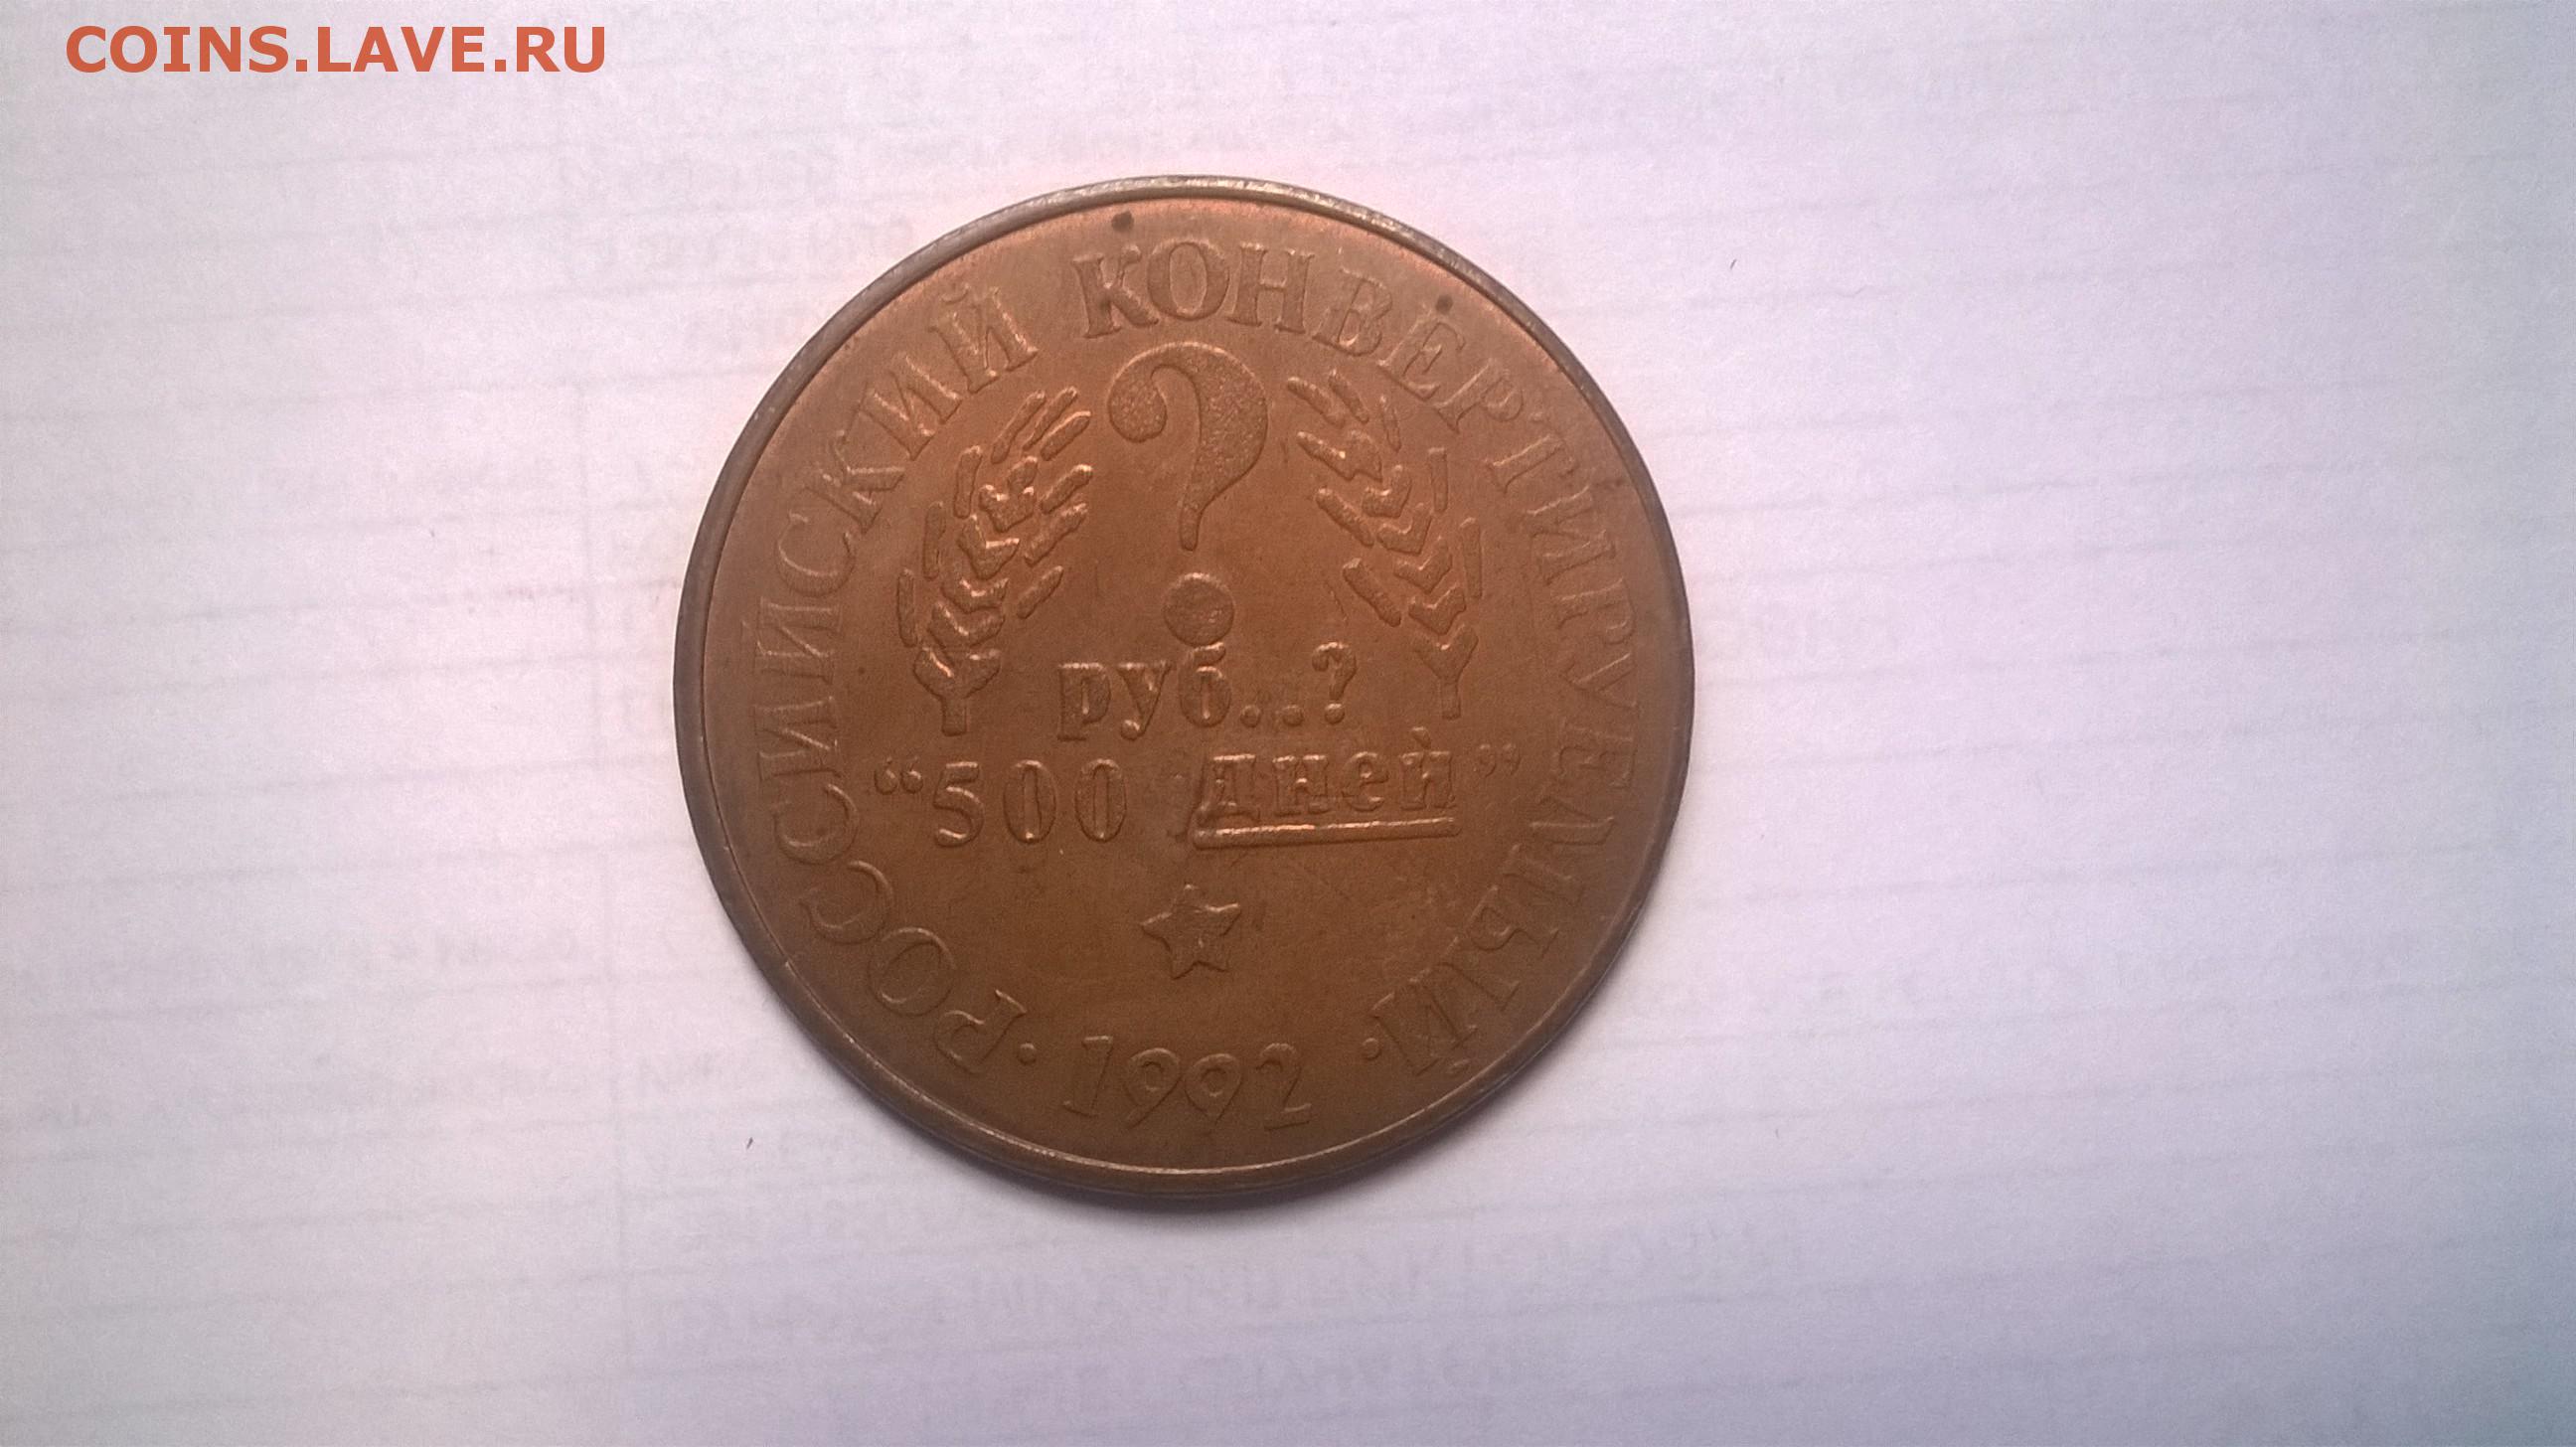 COINS.LAVE.RU
РОССИЙСКИЙ КОНВЕРТИРУЕМЫЙ
?
руб..?
“500 дней”
· 1992 ·